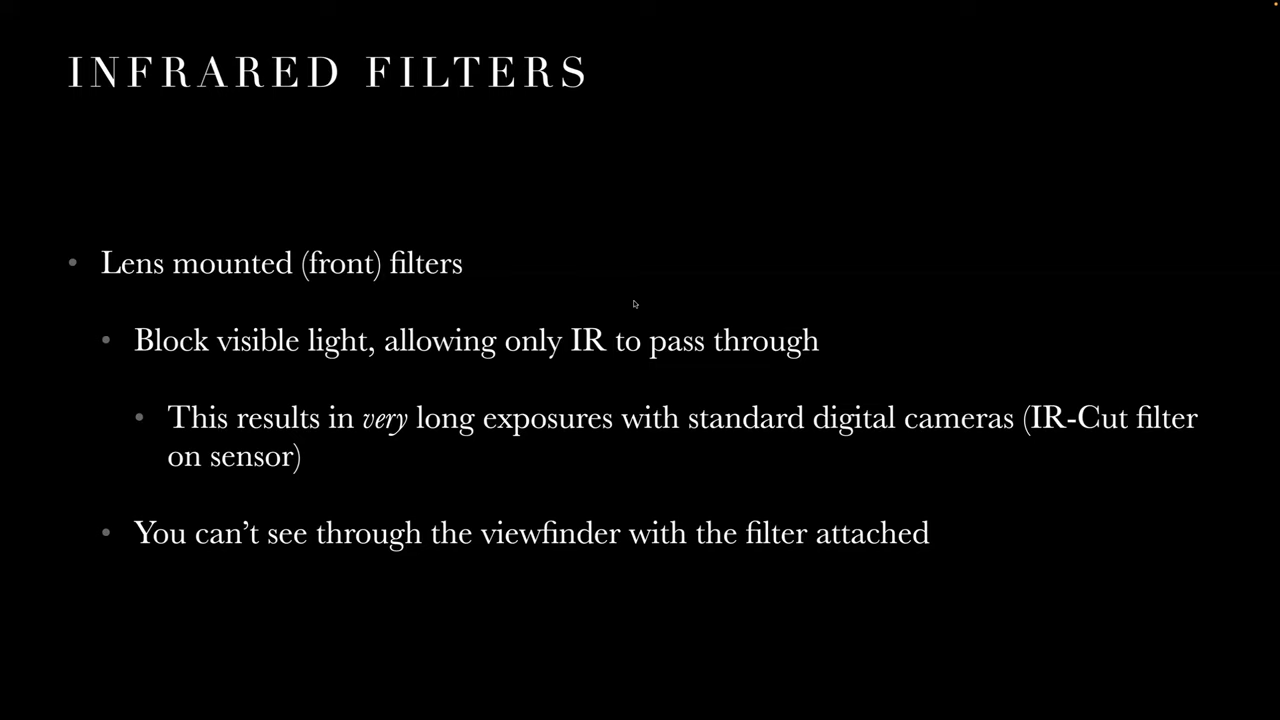 INFRARED FILTERS
• Lens mounted (front) filters
• Block visible light, allowing only IR to pass through
• This results in very long exposures with standard digital cameras (IR-Cut filter
on sensor)
• You can’t see through the viewfinder with the filter attached